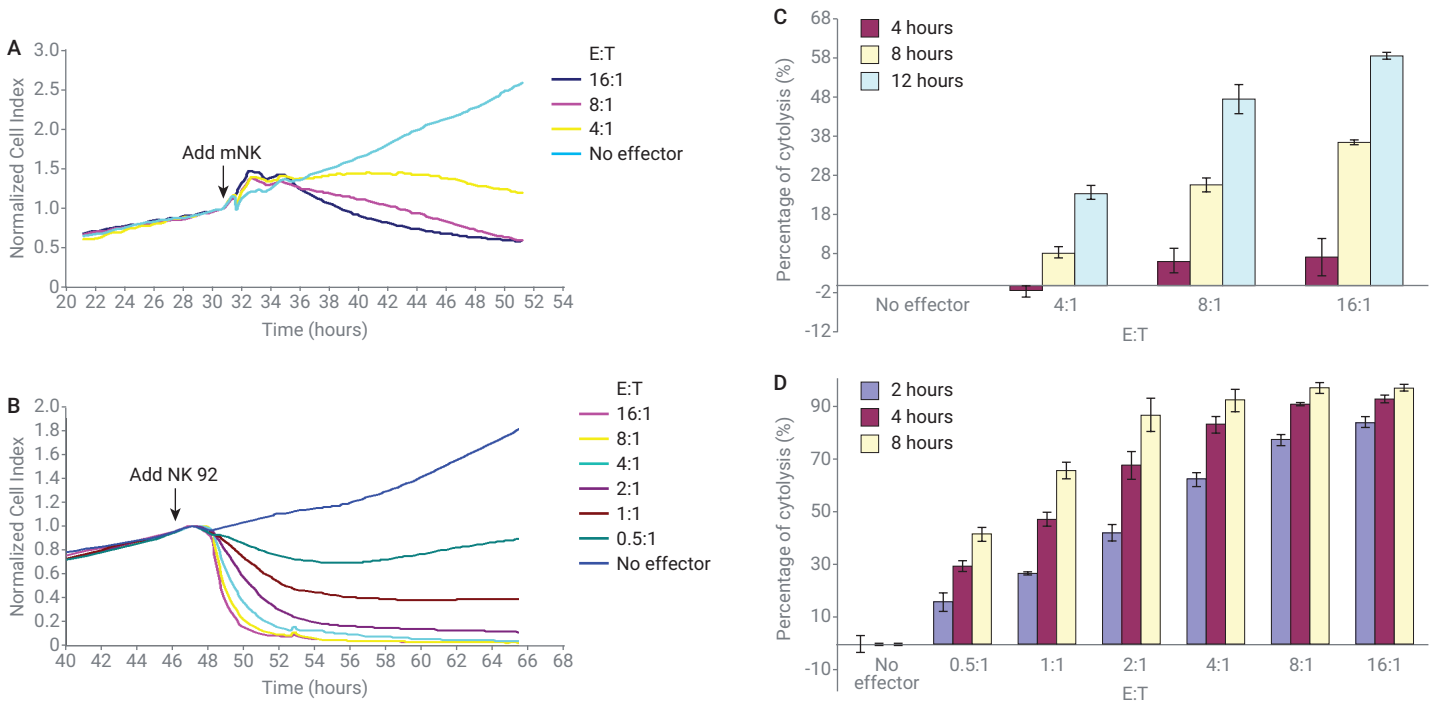 A
Normalized Cell Index
3.0
2.5
2.0
1.5
1.0
0.5
0
20 22 24 26 28 30 32 34 36 38 40 42 44 46 48 50 52 54
Time (hours)
Add mNK
E:T
16:1
8:1
4:1
No effector
B
Normalized Cell Index
2.0
1.8
1.6
1.4
1.2
1.0
0.8
0.6
0.4
0.2
0
40 42 44 46 48 50 52 54 56 58 60 62 64 66 68
Time (hours)
Add NK 92
E:T
16:1
8:1
4:1
2:1
1:1
0.5:1
No effector
C
Percentage of cytolysis (%)
68
58
48
38
28
18
8
-2
-12
4 hours
8 hours
12 hours
No effector 4:1 8:1 16:1
E:T
D
Percentage of cytolysis (%)
90
70
50
30
10
-10
2 hours
4 hours
8 hours
No
effector
0.5:1 1:1 2:1 4:1 8:1 16:1
E:T